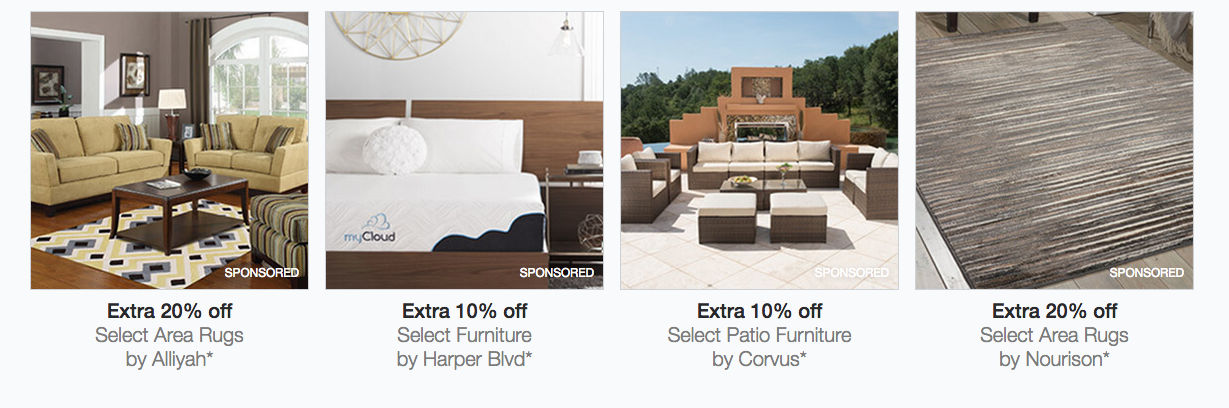 myCloud
SPONSORED
SPONSORED
SPONSORED
SPONSORED
Extra 20% off
Select Area Rugs
by Alliyah*
Extra 10% off
Select Furniture
by Harper Blvd*
Extra 10% off
Select Patio Furniture
by Corvus*
Extra 20% off
Select Area Rugs
by Nourison*